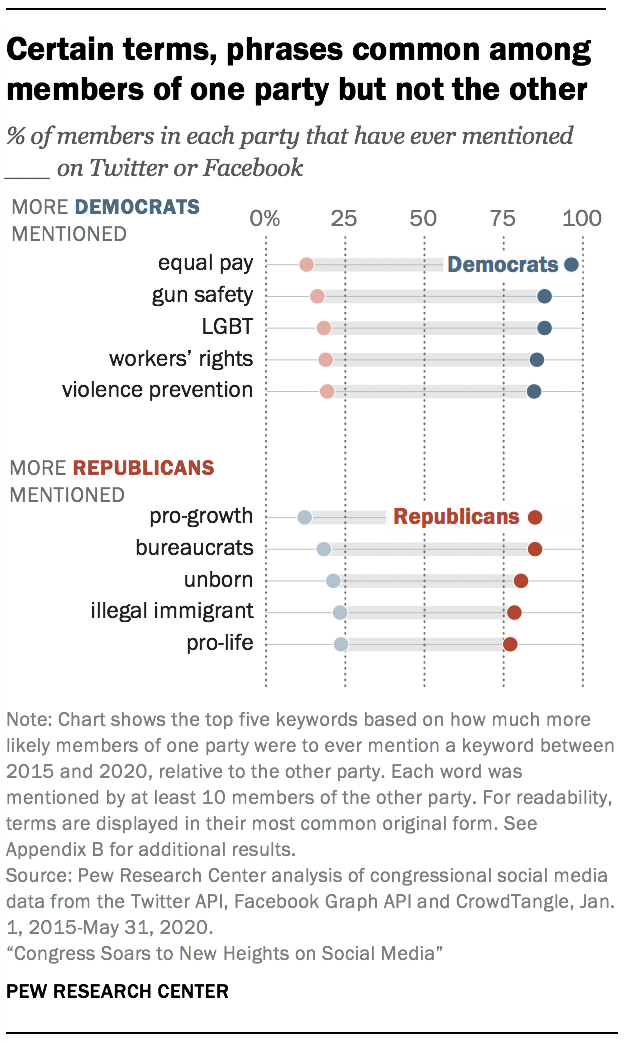 Certain terms, phrases common among
members of one party but not the other
% of members in each party that have ever mentioned
___ on Twitter or Facebook
MORE DEMOCRATS
MENTIONED
0% 25 50 75 100
equal pay Democrats
gun safety
LGBT
workers’ rights
violence prevention
MORE REPUBLICANS
MENTIONED
pro-growth Republicans
bureaucrats
unborn
illegal immigrant
pro-life
Note: Chart shows the top five keywords based on how much more
likely members of one party were to ever mention a keyword between
2015 and 2020, relative to the other party. Each word was
mentioned by at least 10 members of the other party. For readability,
terms are displayed in their most common original form. See
Appendix B for additional results.
Source: Pew Research Center analysis of congressional social media
data from the Twitter API, Facebook Graph API and CrowdTangle, Jan.
1, 2015-May 31, 2020.
“Congress Soars to New Heights on Social Media”
PEW RESEARCH CENTER